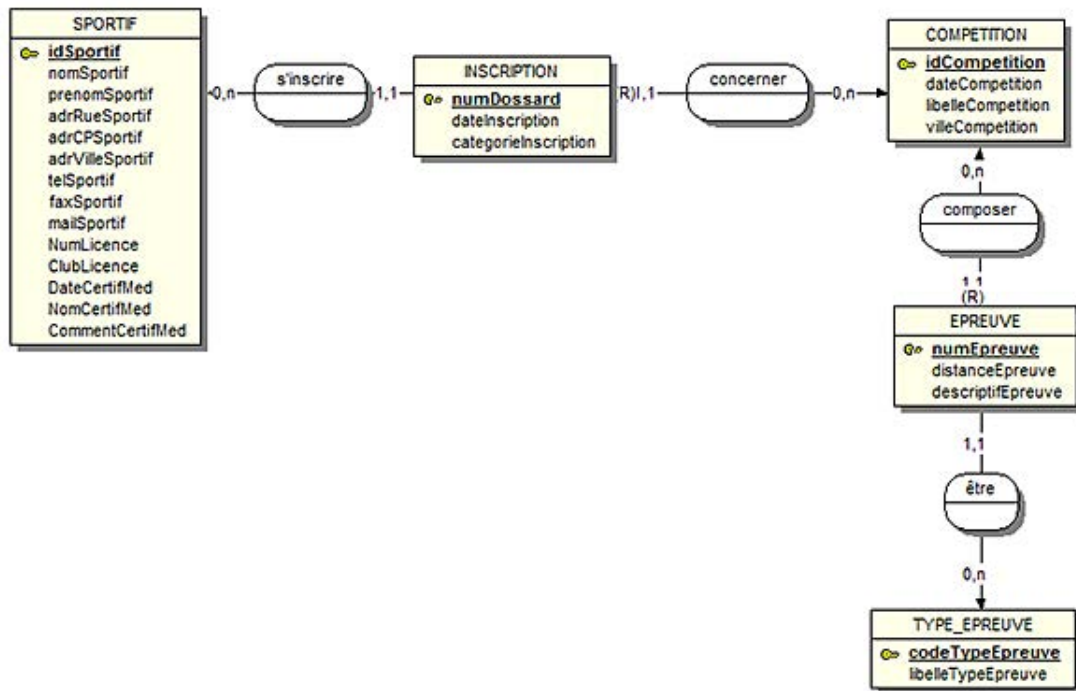 SPORTIF
idSportif
nomSportif
prenomSportif
adrRueSportif
adrCPSportif
adrVilleSportif
telSportif
faxSportif
mailSportif
NumLicence
ClubLicence
DateCertifMed
NomCertifMed
CommentCertifMed
0,n
s'inscrire
1,1
INSCRIPTION
numDossard
dateInscription
categorieInscription
(R)1,1
concerner
0,n
COMPETITION
idCompetition
dateCompetition
libelleCompetition
villeCompetition
0,n
composer
1 1
(R)
EPREUVE
numEpreuve
distanceEpreuve
descriptifEpreuve
1,1
être
0,n
TYPE_EPREUVE
codeTypeEpreuve
libelleTypeEpreuve